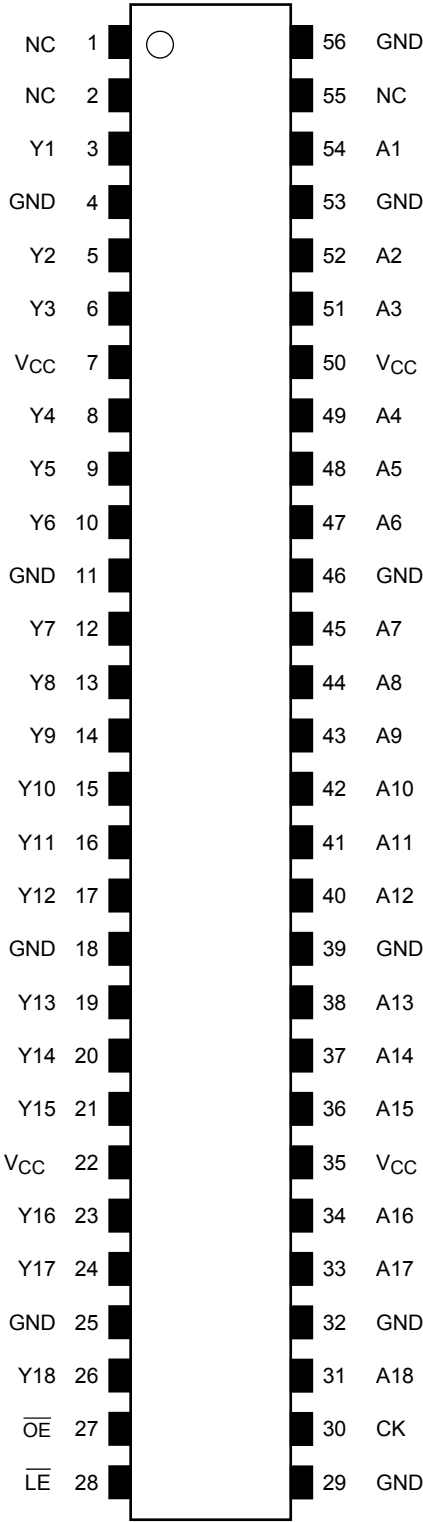 NC 1 56 GND
NC 2 55 NC
Y1 3 54 A1
GND 4 53 GND
Y2 5 52 A2
Y3 6 51 A3
VCC 7 50 VCC
Y4 8 49 A4
Y5 9 48 A5
Y6 10 47 A6
GND 11 46 GND
Y7 12 45 A7
Y8 13 44 A8
Y9 14 43 A9
Y10 15 42 A10
Y11 16 41 A11
Y12 17 40 A12
GND 18 39 GND
Y13 19 38 A13
Y14 20 37 A14
Y15 21 36 A15
VCC 22 35 VCC
Y16 23 34 A16
Y17 24 33 A17
GND 25 32 GND
Y18 26 31 A18
O̅E̅ 27 30 CK
L̅E̅ 28 29 GND